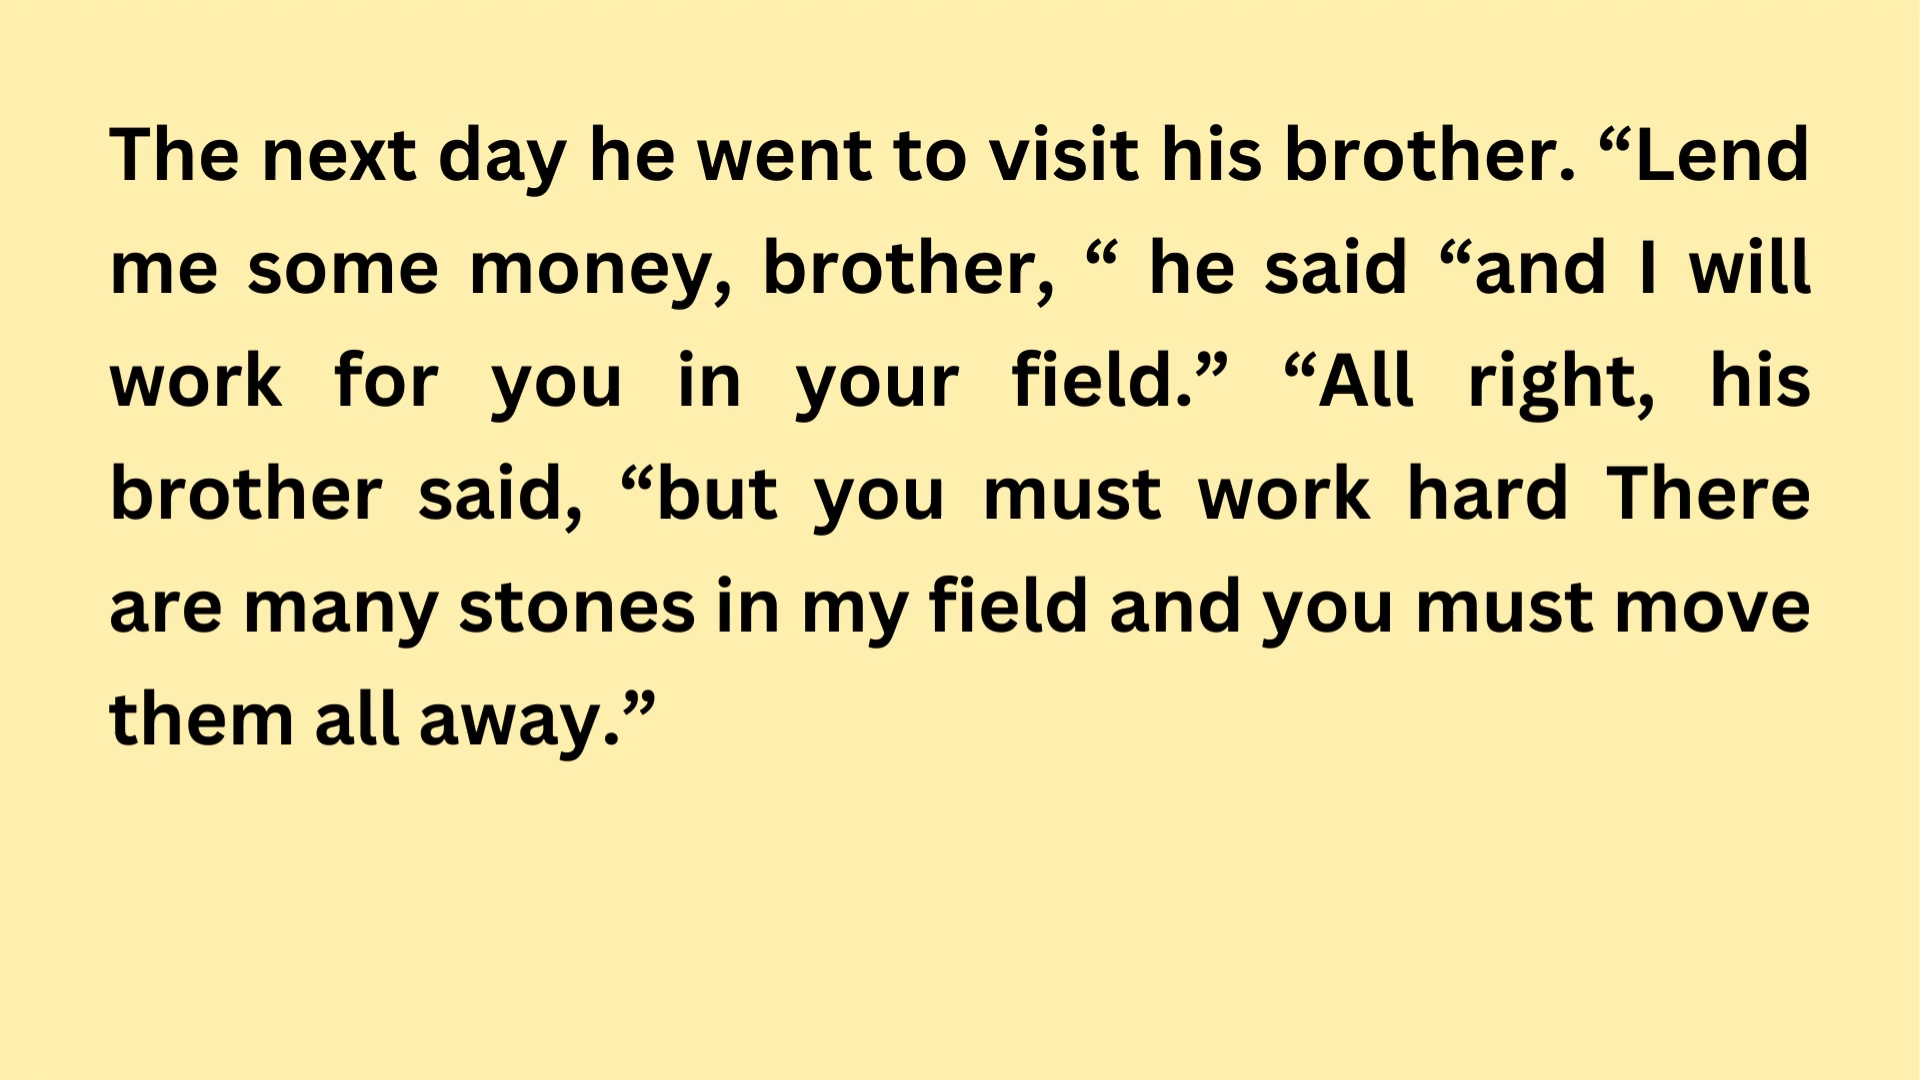 The next day he went to visit his brother. “Lend
me some money, brother, “ he said “and I will
work for you in your field.” “All right, his
brother said, “but you must work hard There
are many stones in my field and you must move
them all away.”